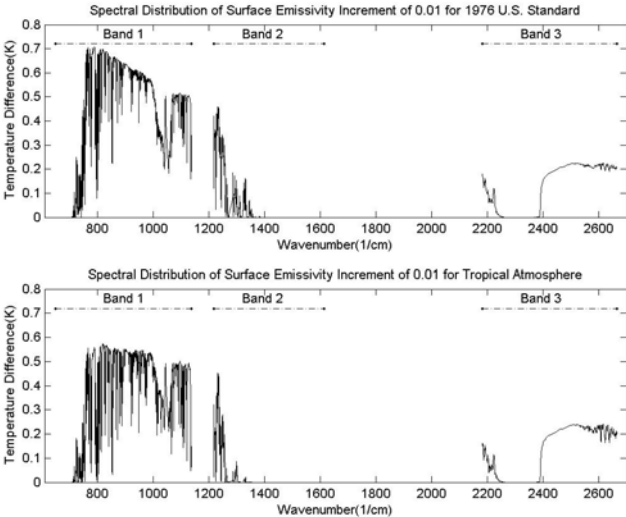 Spectral Distribution of Surface Emissivity Increment of 0.01 for 1976 U.S. Standard
Temperature Difference(K)
0.8
0.7
0.6
0.5
0.4
0.3
0.2
0.1
0
Band 1
Band 2
Band 3
800 1000 1200 1400 1600 1800 2000 2200 2400 2600
Wavenumber(1/cm)
Spectral Distribution of Surface Emissivity Increment of 0.01 for Tropical Atmosphere
Temperature Difference(K)
0.8
0.7
0.6
0.5
0.4
0.3
0.2
0.1
0
Band 1
Band 2
Band 3
800 1000 1200 1400 1600 1800 2000 2200 2400 2600
Wavenumber(1/cm)